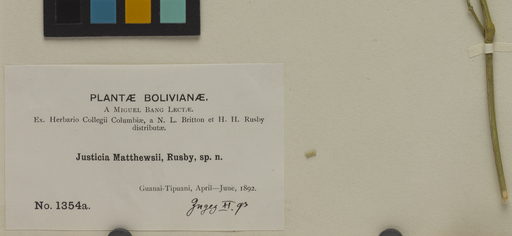 PLANTÆ BOLIVIANÆ.
A MIGUEL BANG LECTÆ.
Ex. Herbario Collegii Columbiæ, a N. L. Britton et H. H. Rusby
distributæ.
Justicia Matthewsii, Rusby, sp. n.
Guanai-Tipuani, April—June, 1892.
No. 1354a.